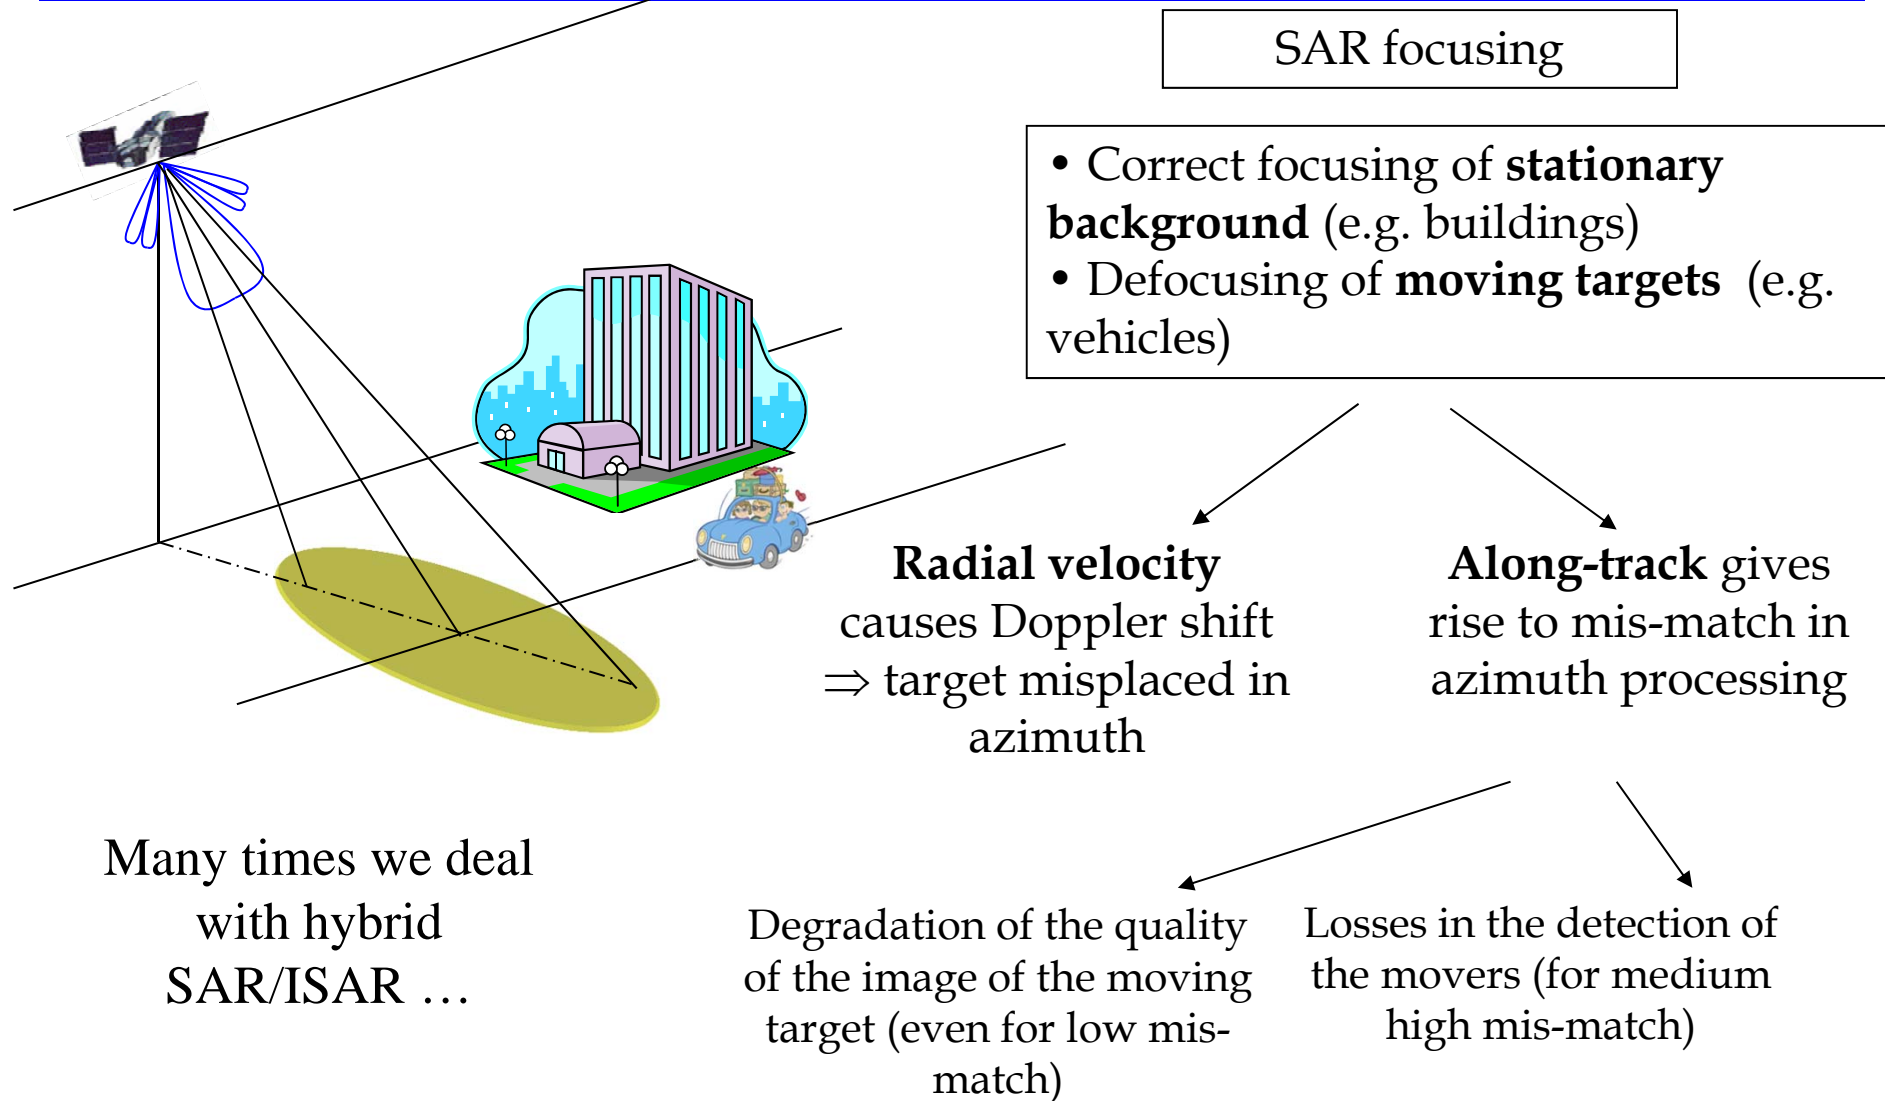 SAR focusing
• Correct focusing of stationary
background (e.g. buildings)
• Defocusing of moving targets (e.g.
vehicles)
Radial velocity
causes Doppler shift
⇒ target misplaced in
azimuth
Along-track gives
rise to mis-match in
azimuth processing
Many times we deal
with hybrid
SAR/ISAR …
Degradation of the quality
of the image of the moving
target (even for low mis-
match)
Losses in the detection of
the movers (for medium
high mis-match)